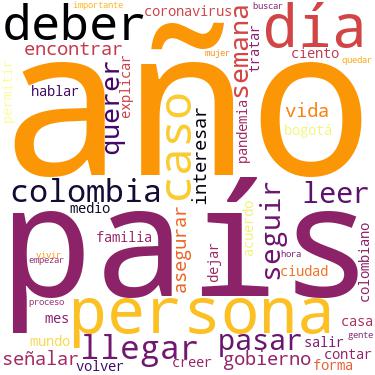 importante
buscar
deber
coronavirus
día
encontrar
semana
tratar
mujer
ciento
quedar
explicar
año
permitir
hablar
querer
caso
pandemia
interesar
vida
bogotá
colombia
leer
medio
país
seguir
asegurar
acuerdo
familia
dejar
hora
vivir
empezar
ciudad
colombiano
proceso
persona
mes
mundo
llegar
pasar
salir
casa
gente
señalar
volver
creer
gobierno
contar
forma